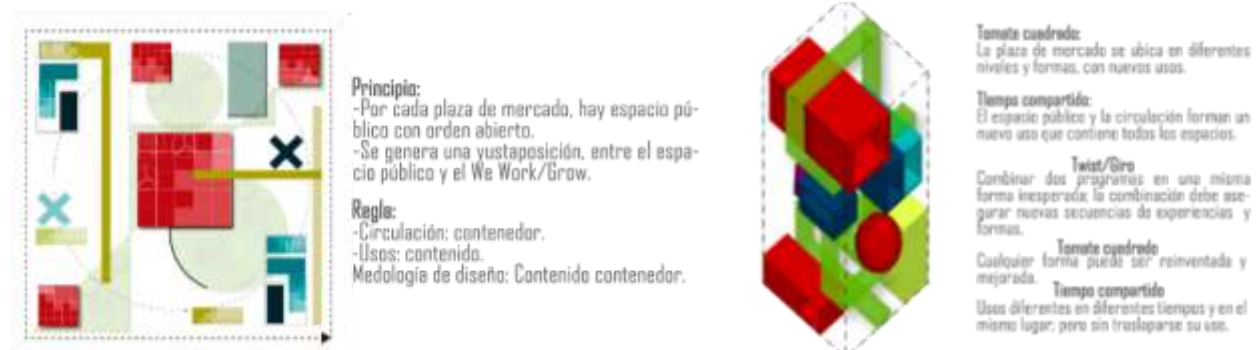 Principio:
-Por cada plaza de mercado, hay espacio pú-
blico con orden abierto.
-Se genera una yustaposición, entre el espa-
cio público y el We Work/Grow.
Regla:
-Circulación: contenedor.
-Usos: contenido.
Medología de diseño: Contenido contenedor.
Tomate cuadrado:
La plaza de mercado se ubica en diferentes
niveles y formas, con nuevos usos.
Tiempo compartido:
El espacio público y la circulación forman un
nuevo uso que contiene todos los espacios.
Twist/Giro
Combinar dos programas en una misma
forma inesperada; la combinación debe ase-
gurar nuevas secuencias de experiencias y
formas.
Tomate cuadrado
Cualquier forma puede ser reinventada y
mejorada.
Tiempo compartido
Usos diferentes en diferentes tiempos y en el
mismo lugar, pero sin traslaparse su uso.